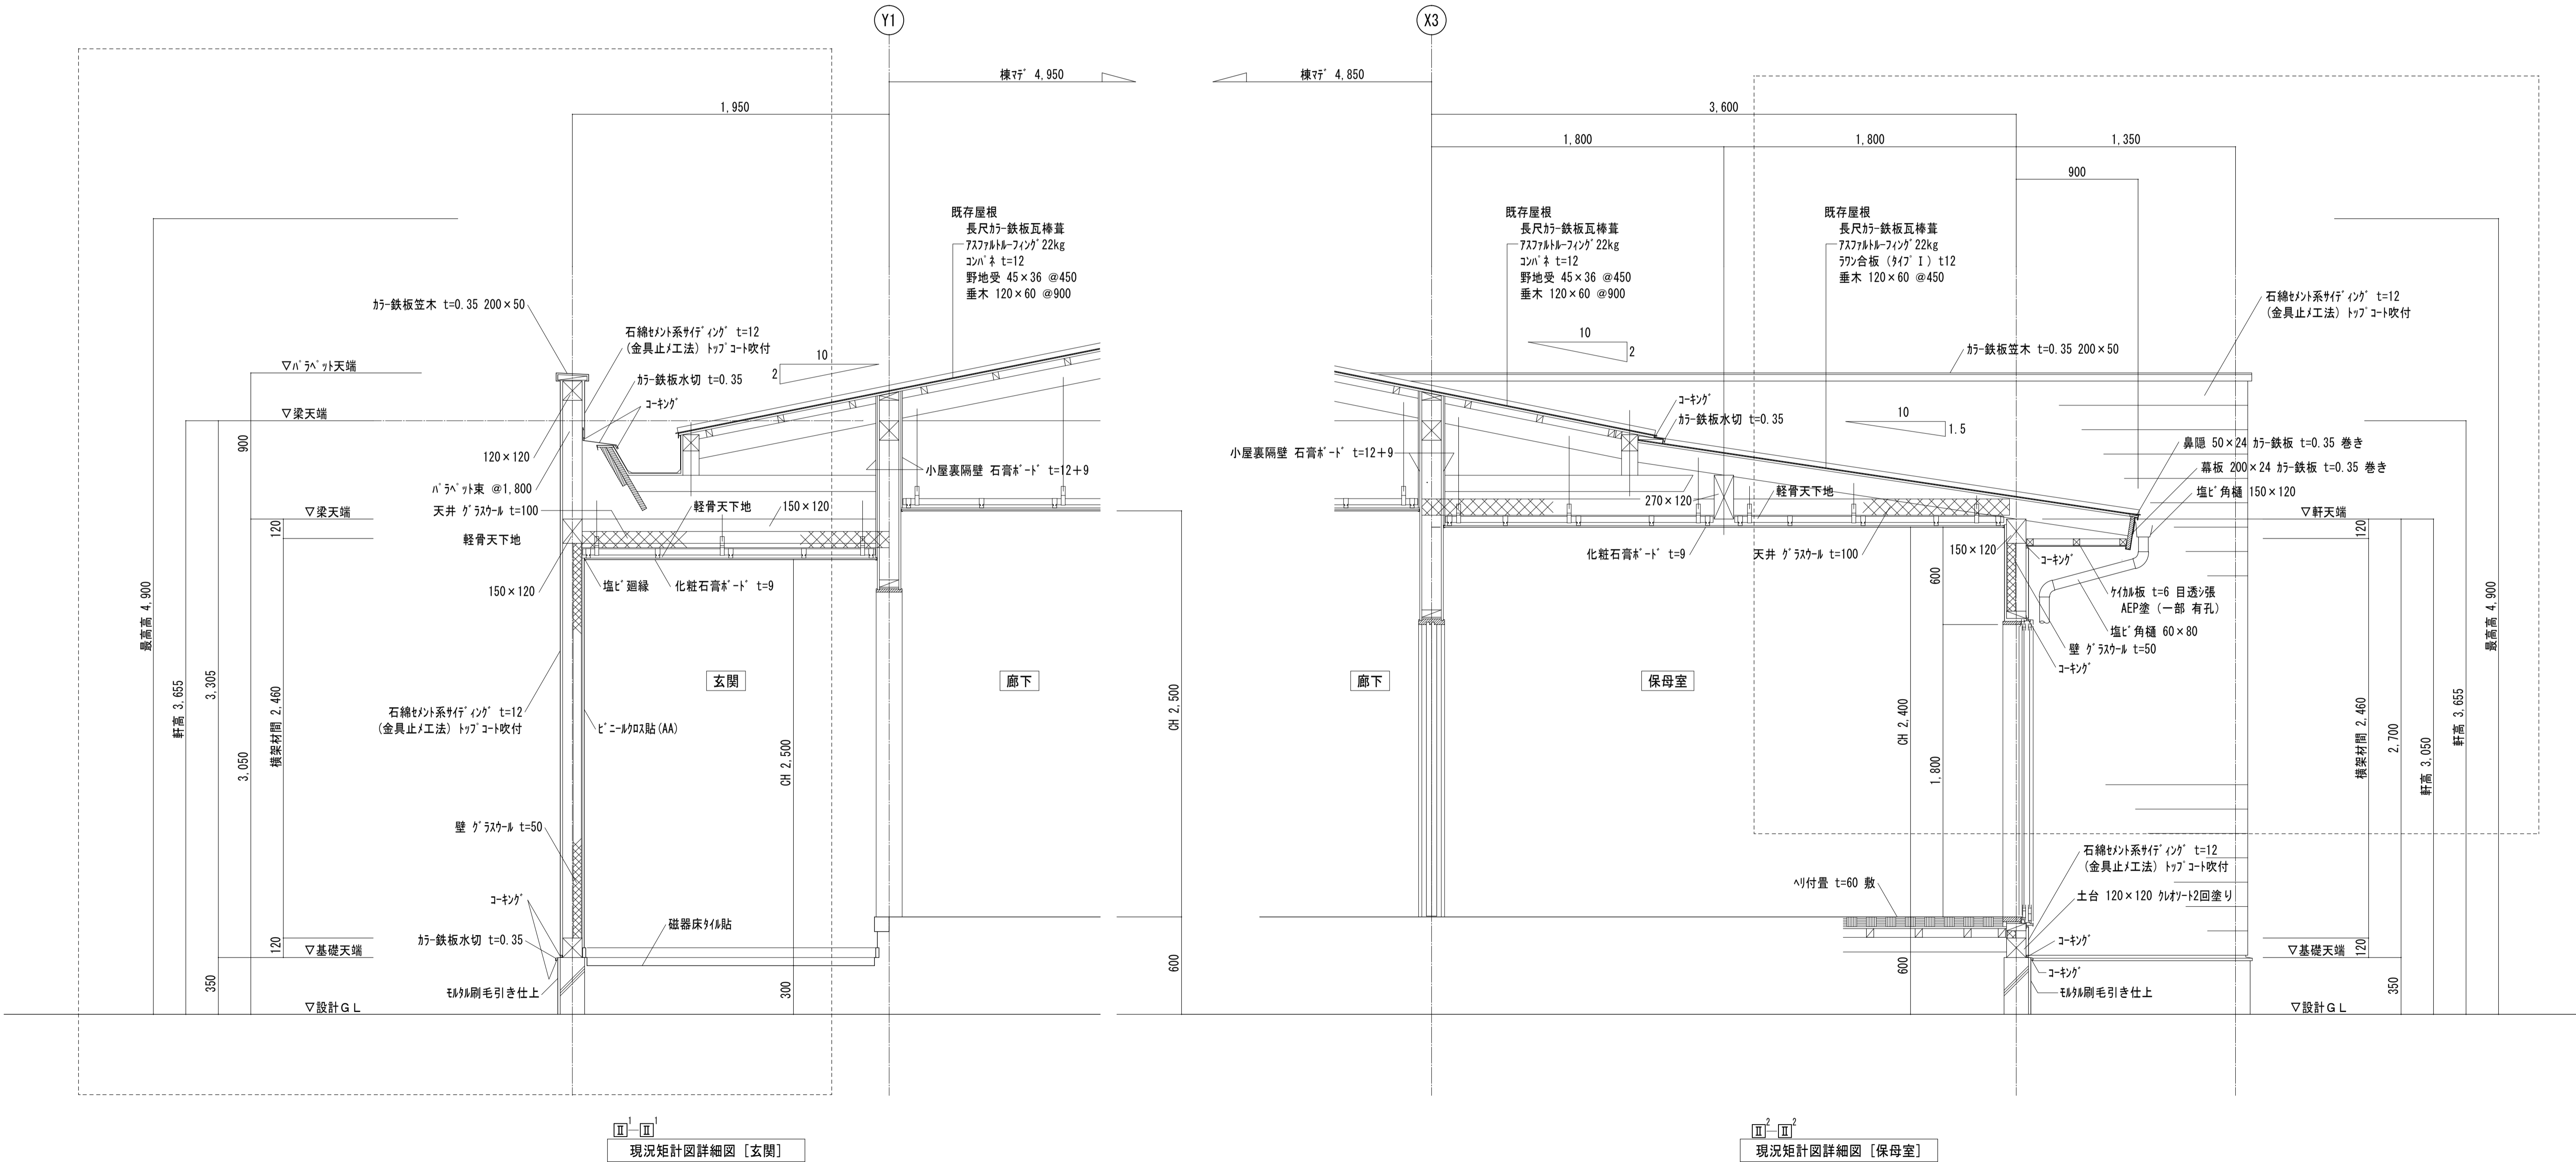 Y1
棟ﾏﾃﾞ 4,950
1,950
既存屋根
長尺ｶﾗｰ鉄板瓦棒葺
ｱｽﾌｧﾙﾄﾙｰﾌｨﾝｸﾞ22kg
ｺﾝﾊﾟﾈ t=12
野地受 45×36 @450
垂木 120×60 @900
ｶﾗｰ鉄板笠木 t=0.35 200×50
石綿ｾﾒﾝﾄ系ｻｲﾃﾞｨﾝｸﾞ t=12
(金具止ﾒ工法) ﾄｯﾌﾟｺｰﾄ吹付
10
2
▽ﾊﾟﾗﾍﾟｯﾄ天端
ｶﾗｰ鉄板水切 t=0.35
ｺｰｷﾝｸﾞ
▽梁天端
900
120×120
小屋裏隔壁 石膏ﾎﾞｰﾄﾞ t=12+9
ﾊﾟﾗﾍﾟｯﾄ束 @1,800
▽梁天端
天井 ｸﾞﾗｽｳｰﾙ t=100
軽骨天下地
150×120
120
軽骨天下地
150×120
塩ﾋﾞ廻縁
化粧石膏ﾎﾞｰﾄﾞ t=9
最高高 4,900
軒高 3,655
3,305
3,050
横架材間 2,460
玄関
廊下
石綿ｾﾒﾝﾄ系ｻｲﾃﾞｨﾝｸﾞ t=12
(金具止ﾒ工法) ﾄｯﾌﾟｺｰﾄ吹付
ﾋﾞﾆｰﾙｸﾛｽ貼(AA)
CH 2,500
CH 2,500
壁 ｸﾞﾗｽｳｰﾙ t=50
ｺｰｷﾝｸﾞ
磁器床ﾀｲﾙ貼
ｶﾗｰ鉄板水切 t=0.35
120
▽基礎天端
350
ﾓﾙﾀﾙ刷毛引き仕上
300
600
▽設計ＧＬ
Ⅱ1―Ⅱ1
現況矩計図詳細図 [玄関]
X3
棟ﾏﾃﾞ 4,850
3,600
1,800
1,800
1,350
900
既存屋根
長尺ｶﾗｰ鉄板瓦棒葺
ｱｽﾌｧﾙﾄﾙｰﾌｨﾝｸﾞ22kg
ｺﾝﾊﾟﾈ t=12
野地受 45×36 @450
垂木 120×60 @900
既存屋根
長尺ｶﾗｰ鉄板瓦棒葺
ｱｽﾌｧﾙﾄﾙｰﾌｨﾝｸﾞ22kg
ﾗﾜﾝ合板 (ﾀｲﾌﾟⅠ) t12
垂木 120×60 @450
石綿ｾﾒﾝﾄ系ｻｲﾃﾞｨﾝｸﾞ t=12
(金具止ﾒ工法) ﾄｯﾌﾟｺｰﾄ吹付
10
2
ｶﾗｰ鉄板笠木 t=0.35 200×50
ｺｰｷﾝｸﾞ
ｶﾗｰ鉄板水切 t=0.35
10
1.5
鼻隠 50×24 ｶﾗｰ鉄板 t=0.35 巻き
小屋裏隔壁 石膏ﾎﾞｰﾄﾞ t=12+9
幕板 200×24 ｶﾗｰ鉄板 t=0.35 巻き
270×120
軽骨天下地
塩ﾋﾞ角樋 150×120
▽軒天端
120
化粧石膏ﾎﾞｰﾄﾞ t=9
天井 ｸﾞﾗｽｳｰﾙ t=100
150×120
ｺｰｷﾝｸﾞ
600
ｹｲｶﾙ板 t=6 目透ｼ張
AEP塗 (一部 有孔)
塩ﾋﾞ角樋 60×80
壁 ｸﾞﾗｽｳｰﾙ t=50
ｺｰｷﾝｸﾞ
廊下
保母室
CH 2,400
1,800
横架材間 2,460
2,700
軒高 3,050
軒高 3,655
最高高 4,900
石綿ｾﾒﾝﾄ系ｻｲﾃﾞｨﾝｸﾞ t=12
(金具止ﾒ工法) ﾄｯﾌﾟｺｰﾄ吹付
ﾍﾘ付畳 t=60 敷
土台 120×120 ｸﾚｵｿｰﾄ2回塗り
ｺｰｷﾝｸﾞ
▽基礎天端
120
600
ｺｰｷﾝｸﾞ
ﾓﾙﾀﾙ刷毛引き仕上
350
▽設計ＧＬ
Ⅱ2―Ⅱ2
現況矩計図詳細図 [保母室]